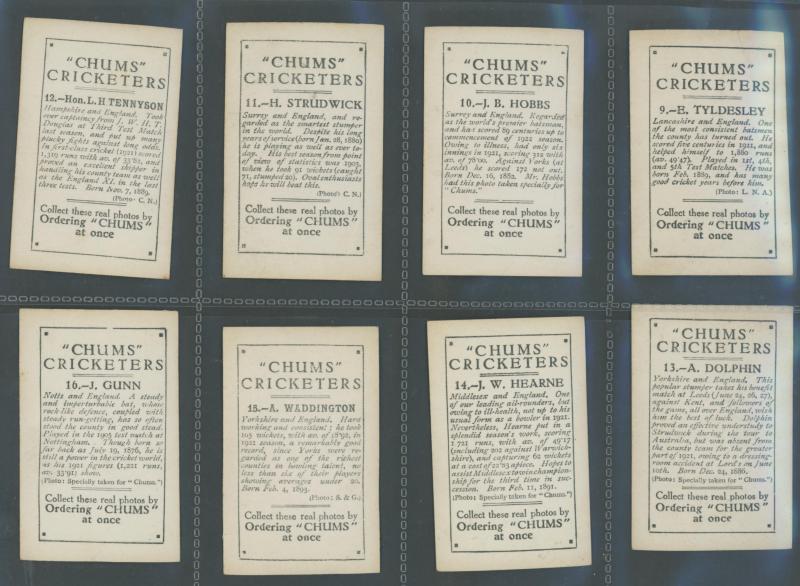 "CHUMS"
CRICKETERS
12.—Hon. L. H TENNYSON
Hampshire and England. Took
over captaincy from J. W. H. T.
Douglas at Third Test Match
last season, and put up many
plucky fights against long odds.
In first-class cricket (1921) scored
1,319 runs with av. of 33'82, and
proved an excellent skipper in
handling his county team as well
as the England XI. in the last
three tests. Born Nov. 7, 1889.
(Photo - C. N.)
Collect these real photos by
Ordering "CHUMS"
at once
"CHUMS"
CRICKETERS
11.—H. STRUDWICK
Surrey and England, and re-
garded as the smartest stumper
in the world. Despite his long
years of service (born Jan. 28, 1880)
he is playing as well as ever to-
day. His best season from point
of view of statistics was 1903,
when he took 91 wickets (caught
71, stumped 20). Oval enthusiasts
hope he will beat this.
(Photo: C. N.)
Collect these real photos by
Ordering "CHUMS"
at once
"CHUMS"
CRICKETERS
10.—J. B. HOBBS
Surrey and England. Regarded
as the world's premier batsman,
and has scored 89 centuries up to
commencement of 1922 season.
Owing to illness, had only six
innings in 1921, scoring 312 with
av. of 78'00. Against Yorks (at
Leeds) he scored 172 not out.
Born Dec. 16, 1882. Mr. Hobbs
had this photo taken specially for
"Chums."
Collect these real photos by
Ordering "CHUMS"
at once
"CHUMS"
CRICKETERS
9.—E. TYLDESLEY
Lancashire and England. One
of the most consistent batsmen
the county has turned out. He
scored five centuries in 1921, and
helped himself to 1,880 runs
(av. 49'47). Played in 1st, 4th,
and 5th Test Matches. He was
born Feb. 1889, and has many
good cricket years before him.
(Photo: L. N. A.)
Collect these real photos by
Ordering "CHUMS"
at once
"CHUMS"
CRICKETERS
16.—J. GUNN
Notts and England. A steady
and imperturbable bat, whose
rock-like defence, coupled with
steady run-getting, has so often
stood the county in good stead.
Played in the 1905 test match at
Nottingham. Though born so
far back as July 19, 1876, he is
still a power in the cricket world,
as his 1921 figures (1,221 runs,
av. 33'91) show.
(Photo: Specially taken for "Chums.")
Collect these real photos by
Ordering "CHUMS"
at once
"CHUMS"
CRICKETERS
15.—A. WADDINGTON
Yorkshire and England. Hard
working and consistent; he took
105 wickets, with av. of 18'92, in
1921 season, a remarkably good
record, since Yorks were re-
garded as one of the richest
counties in bowling talent, no
less than six of their players
showing averages under 20.
Born Feb. 4, 1893.
(Photo: S. & G.)
Collect these real photos by
Ordering "CHUMS"
at once
"CHUMS"
CRICKETERS
14.—J. W. HEARNE
Middlesex and England. One
of our leading all-rounders, but
owing to ill-health, not up to his
usual form as a bowler in 1921.
Nevertheless, Hearne put in a
splendid season's work, scoring
1 721 runs, with av. of 49'17
(including 202 against Warwick-
shire), and capturing 62 wickets
at a cost of 22'03 apiece. Hopes to
assist Middlesex to win champion-
ship for the third time in suc-
cession. Born Feb. 11, 1891.
(Photo: Specially taken for "Chums.")
Collect these real photos by
Ordering "CHUMS"
at once
"CHUMS"
CRICKETERS
13.—A. DOLPHIN
Yorkshire and England. This
popular stumper takes his benefit
match at Leeds (June 24, 26, 27),
against Kent, and followers of
the game, all over England, wish
him the best of luck. Dolphin
proved an effective understudy to
Strudwick during the tour to
Australia, but was absent from
the county team for the greater
part of 1921, owing to a dressing-
room accident at Lord's on June
10th. Born Dec. 24, 1886.
(Photo: Specially taken for "Chums.")
Collect these real photos by
Ordering "CHUMS"
at once